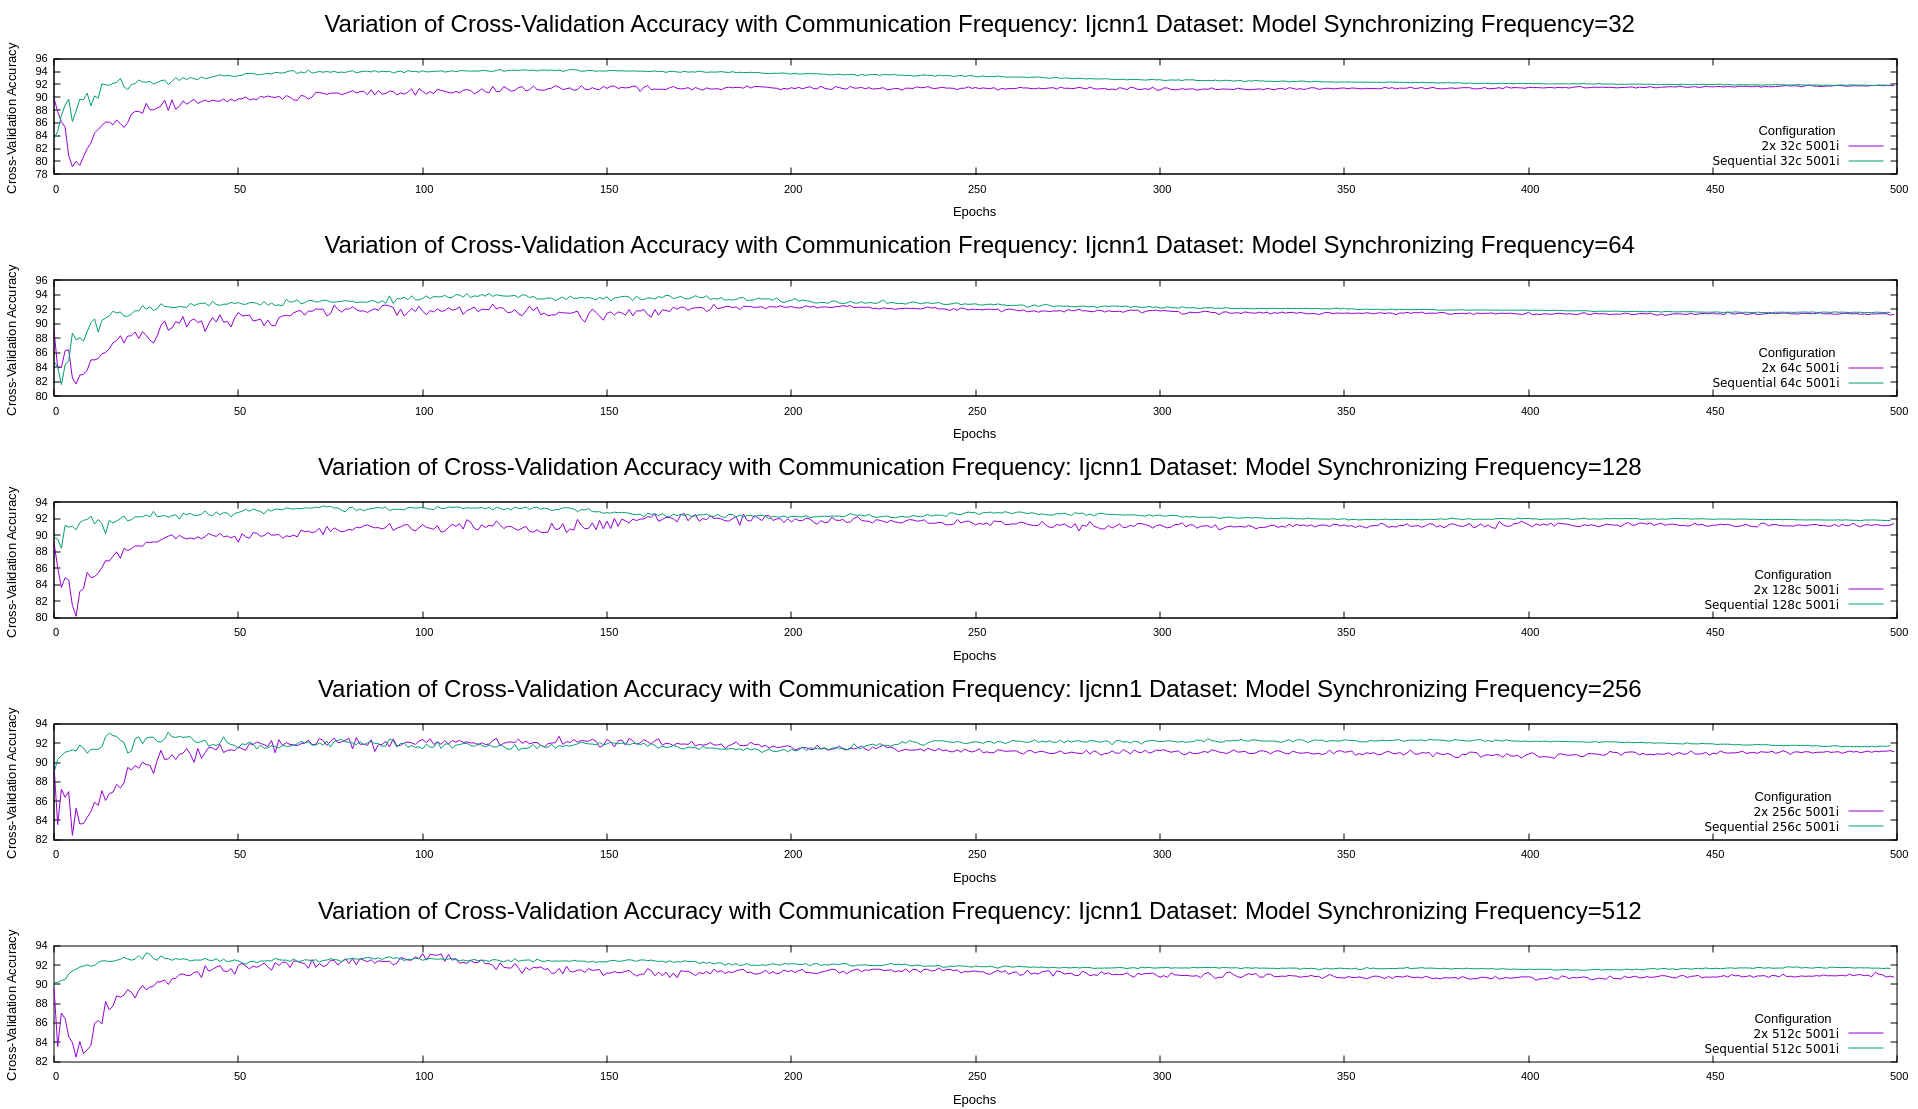 Variation of Cross-Validation Accuracy with Communication Frequency: Ijcnn1 Dataset: Model Synchronizing Frequency=32
Cross-Validation Accuracy
96
94
92
90
88
86
84
82
80
78
Configuration
2x 32c 5001i
Sequential 32c 5001i
0 50 100 150 200 250 300 350 400 450 500
Epochs
Variation of Cross-Validation Accuracy with Communication Frequency: Ijcnn1 Dataset: Model Synchronizing Frequency=64
Cross-Validation Accuracy
96
94
92
90
88
86
84
82
80
Configuration
2x 64c 5001i
Sequential 64c 5001i
0 50 100 150 200 250 300 350 400 450 500
Epochs
Variation of Cross-Validation Accuracy with Communication Frequency: Ijcnn1 Dataset: Model Synchronizing Frequency=128
Cross-Validation Accuracy
94
92
90
88
86
84
82
80
Configuration
2x 128c 5001i
Sequential 128c 5001i
0 50 100 150 200 250 300 350 400 450 500
Epochs
Variation of Cross-Validation Accuracy with Communication Frequency: Ijcnn1 Dataset: Model Synchronizing Frequency=256
Cross-Validation Accuracy
94
92
90
88
86
84
82
Configuration
2x 256c 5001i
Sequential 256c 5001i
0 50 100 150 200 250 300 350 400 450 500
Epochs
Variation of Cross-Validation Accuracy with Communication Frequency: Ijcnn1 Dataset: Model Synchronizing Frequency=512
Cross-Validation Accuracy
94
92
90
88
86
84
82
Configuration
2x 512c 5001i
Sequential 512c 5001i
0 50 100 150 200 250 300 350 400 450 500
Epochs